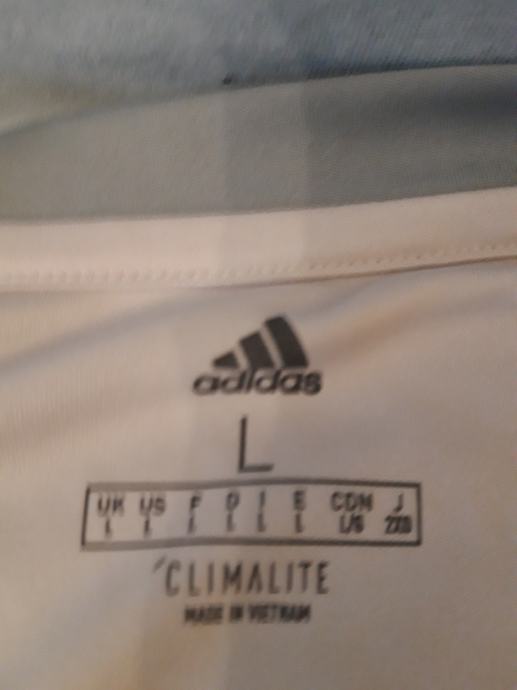 adidas
L
UK US F D I E CDN J
L L L L L L L/G 2XO
CLIMALITE
MADE IN VIETNAM